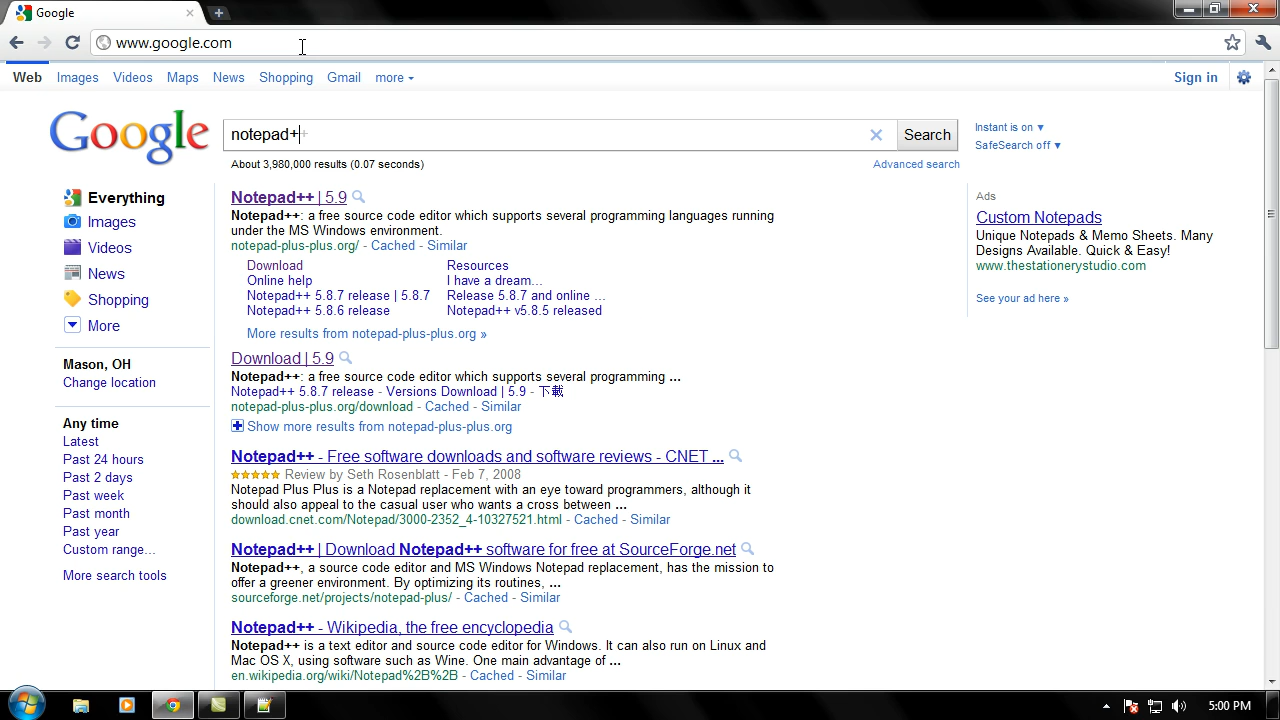 Google
www.google.com
Web Images Videos Maps News Shopping Gmail more
Sign in
Google
notepad++
Search
Instant is on ▼
SafeSearch off ▼
About 3,980,000 results (0.07 seconds)
Advanced search
Everything
Images
Videos
News
Shopping
More
Mason, OH
Change location
Any time
Latest
Past 24 hours
Past 2 days
Past week
Past month
Past year
Custom range...
More search tools
Notepad++ | 5.9
Notepad++: a free source code editor which supports several programming languages running
under the MS Windows environment.
notepad-plus-plus.org/ - Cached - Similar
Download Resources
Online help I have a dream...
Notepad++ 5.8.7 release | 5.8.7 Release 5.8.7 and online ...
Notepad++ 5.8.6 release Notepad++ v5.8.5 released
More results from notepad-plus-plus.org »
Download | 5.9
Notepad++: a free source code editor which supports several programming ...
Notepad++ 5.8.7 release - Versions Download | 5.9 - 下載
notepad-plus-plus.org/download - Cached - Similar
Show more results from notepad-plus-plus.org
Notepad++ - Free software downloads and software reviews - CNET ...
Review by Seth Rosenblatt - Feb 7, 2008
Notepad Plus Plus is a Notepad replacement with an eye toward programmers, although it
should also appeal to the casual user who wants a cross between ...
download.cnet.com/Notepad/3000-2352_4-10327521.html - Cached - Similar
Notepad++ | Download Notepad++ software for free at SourceForge.net
Notepad++, a source code editor and MS Windows Notepad replacement, has the mission to
offer a greener environment. By optimizing its routines, ...
sourceforge.net/projects/notepad-plus/ - Cached - Similar
Notepad++ - Wikipedia, the free encyclopedia
Notepad++ is a text editor and source code editor for Windows. It can also run on Linux and
Mac OS X, using software such as Wine. One main advantage of ...
en.wikipedia.org/wiki/Notepad%2B%2B - Cached - Similar
Ads
Custom Notepads
Unique Notepads & Memo Sheets. Many
Designs Available. Quick & Easy!
www.thestationerystudio.com
See your ad here »
5:00 PM